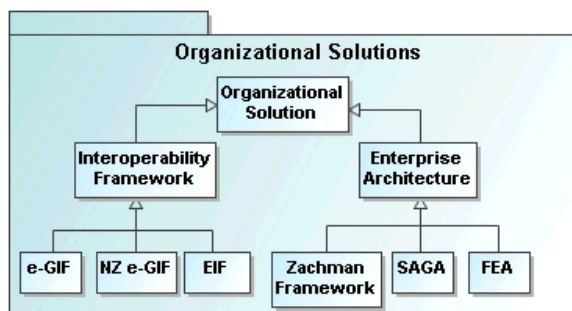 Organizational Solutions
Organizational
Solution
Interoperability
Framework
Enterprise
Architecture
e-GIF
NZ e-GIF
EIF
Zachman
Framework
SAGA
FEA